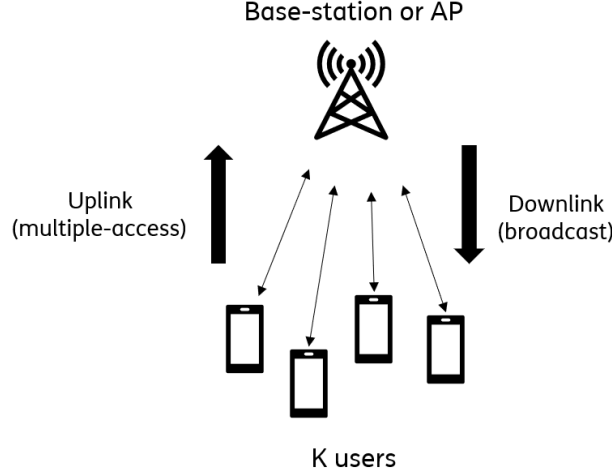 Base-station or AP
Uplink
(multiple-access)
Downlink
(broadcast)
K users